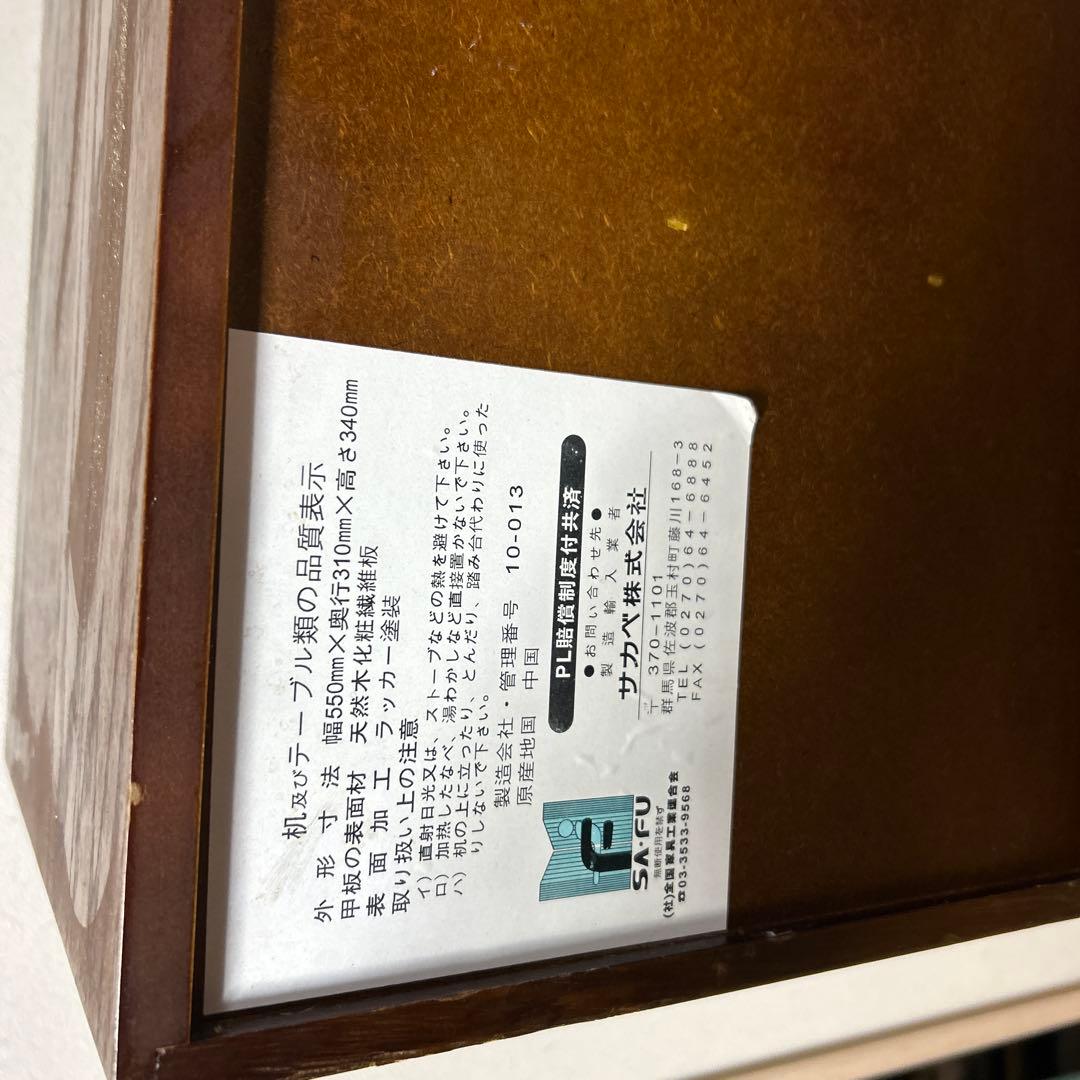 机及びテーブル類の品質表示
外形寸法 幅550mm×奥行310mm×高さ340mm
甲板の表面材 天然木化粧繊維板
表面加工 ラッカー塗装
取り扱い上の注意
イ) 直射日光又は、ストーブなどの熱を避けて下さい。
ロ) 加熱したなべ、湯わかしなど直接置かないで下さい。
ハ) 机の上に立ったり、とんだり、踏み台代わりに使った
りしないで下さい。
製造会社・管理番号 10-013
原産地国 中国
SA・FU
無断使用を禁ず
(社)全国家具工業連合会
☎03-3533-9568
PL賠償制度付共済
●お問い合わせ先●
製造輸入業者
サカベ株式会社
〒370-1101
群馬県佐波郡玉村町藤川168-3
TEL (0270)64-6888
FAX (0270)64-6452